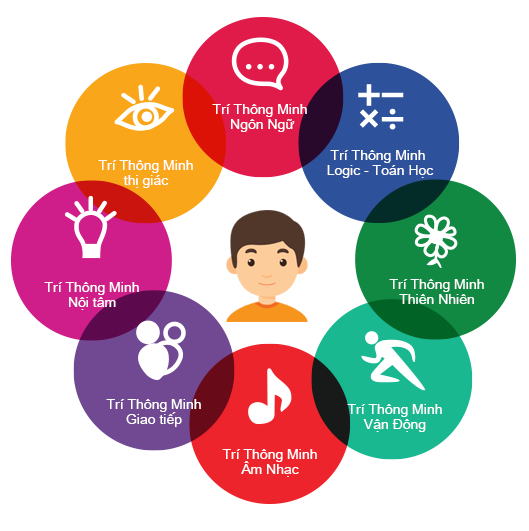 Trí Thông Minh
Ngôn Ngữ
Trí Thông Minh
Logic - Toán Học
Trí Thông Minh
Thiên Nhiên
Trí Thông Minh
Vận Động
Trí Thông Minh
Âm Nhạc
Trí Thông Minh
Giao tiếp
Trí Thông Minh
Nội tâm
Trí Thông Minh
thị giác